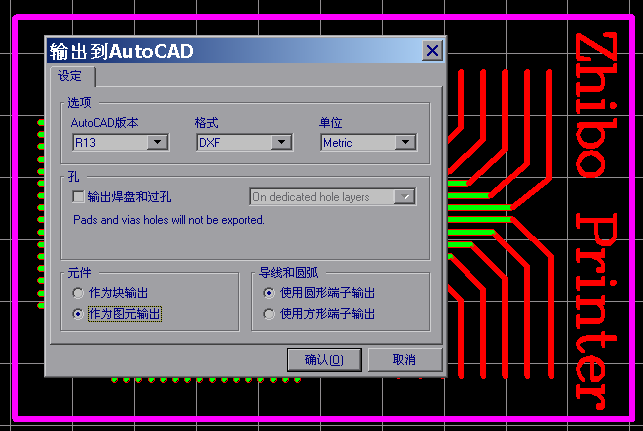 输出到AutoCAD
设定
选项
AutoCAD版本
格式
单位
R13
DXF
Metric
孔
输出焊盘和过孔
On dedicated hole layers
Pads and vias holes will not be exported.
元件
作为块输出
作为图元输出
导线和圆弧
使用圆形端子输出
使用方形端子输出
确认(O)
取消
Zhibo Printer